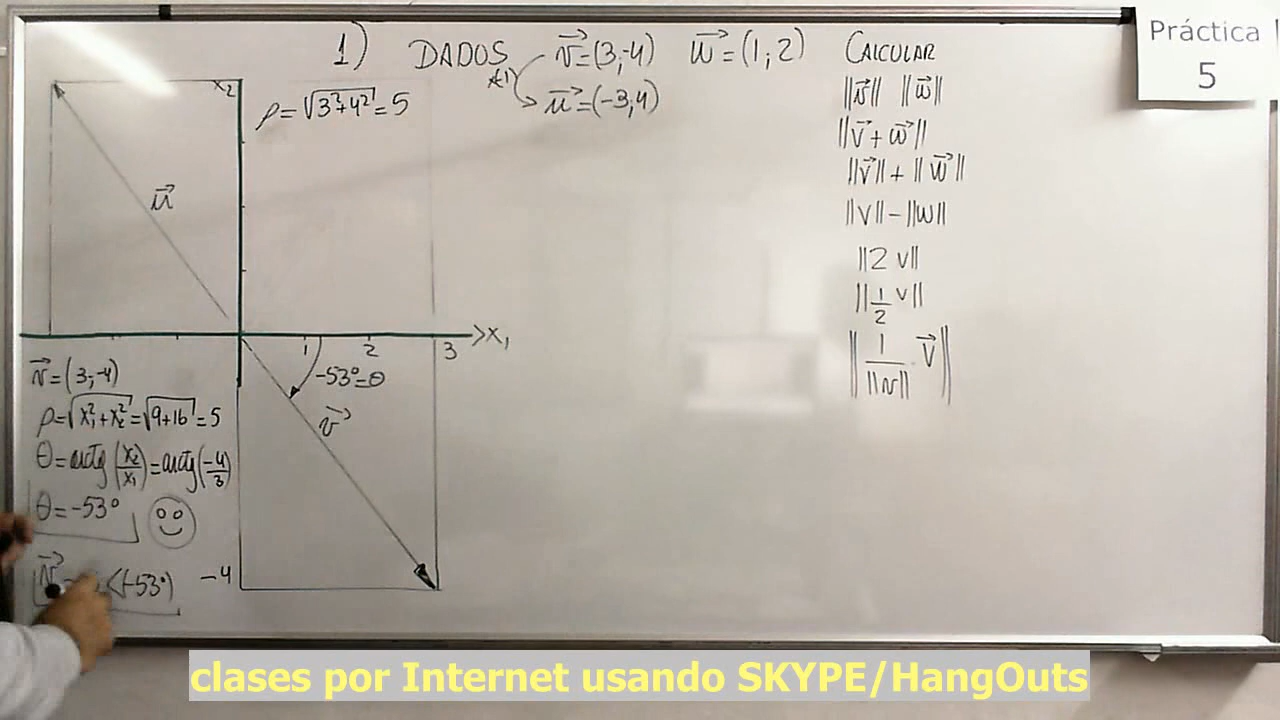 Práctica
5
1) DADOS v=(3,-4) w=(1,2) CALCULAR
u=(-3,4)
‖v‖ ‖w‖
‖v+w‖
‖v‖+‖w‖
‖v‖-‖w‖
‖2v‖
‖1/2 v‖
‖1/‖v‖ · v‖
x2
ρ=√3²+4²=5
u
x1
1 2 3
-53°=θ
v
-4
v=(3,-4)
ρ=√x1²+x2²=√9+16=5
θ=arctg(x2/x1)=arctg(-4/3)
θ=-53°
v= <(-53°)
clases por Internet usando SKYPE/HangOuts